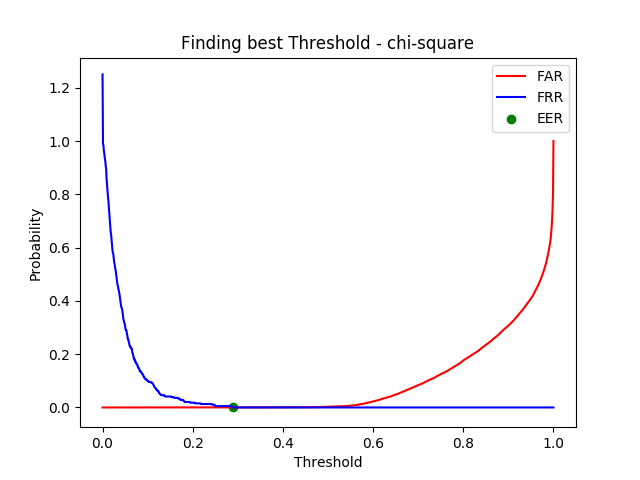 Finding best Threshold - chi-square
FAR
FRR
EER
1.2
1.0
0.8
0.6
0.4
0.2
0.0
Probability
0.0 0.2 0.4 0.6 0.8 1.0
Threshold